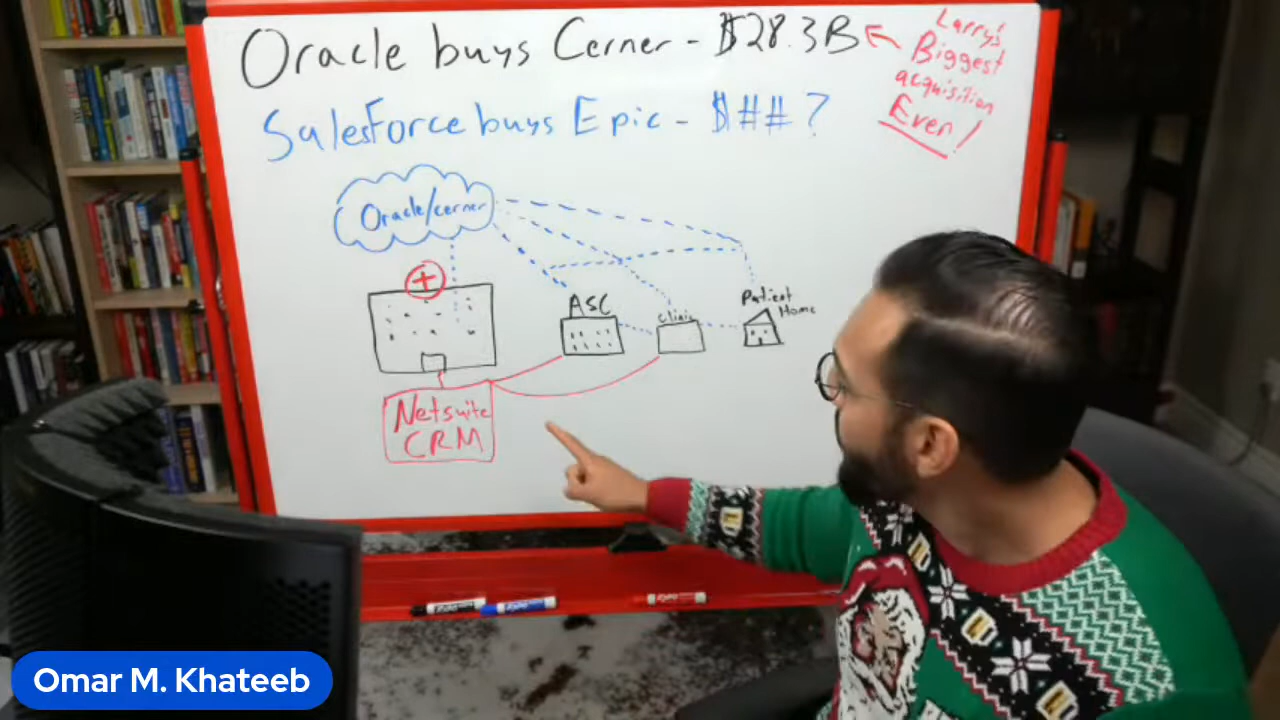 Oracle buys Cerner - $28.3B
Larry's
Biggest
acquisition
Ever!
SalesForce buys Epic - $##?
Oracle/cerner
ASC
Clinic
Patient
Home
Netsuite
CRM
Omar M. Khateeb